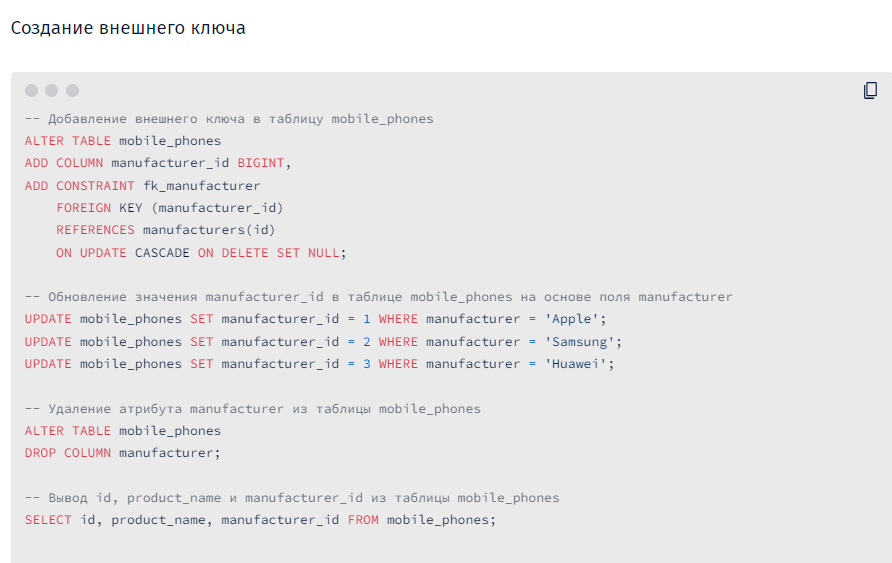 Создание внешнего ключа
-- Добавление внешнего ключа в таблицу mobile_phones
ALTER TABLE mobile_phones
ADD COLUMN manufacturer_id BIGINT,
ADD CONSTRAINT fk_manufacturer
    FOREIGN KEY (manufacturer_id)
    REFERENCES manufacturers(id)
    ON UPDATE CASCADE ON DELETE SET NULL;
-- Обновление значения manufacturer_id в таблице mobile_phones на основе поля manufacturer
UPDATE mobile_phones SET manufacturer_id = 1 WHERE manufacturer = 'Apple';
UPDATE mobile_phones SET manufacturer_id = 2 WHERE manufacturer = 'Samsung';
UPDATE mobile_phones SET manufacturer_id = 3 WHERE manufacturer = 'Huawei';
-- Удаление атрибута manufacturer из таблицы mobile_phones
ALTER TABLE mobile_phones
DROP COLUMN manufacturer;
-- Вывод id, product_name и manufacturer_id из таблицы mobile_phones
SELECT id, product_name, manufacturer_id FROM mobile_phones;